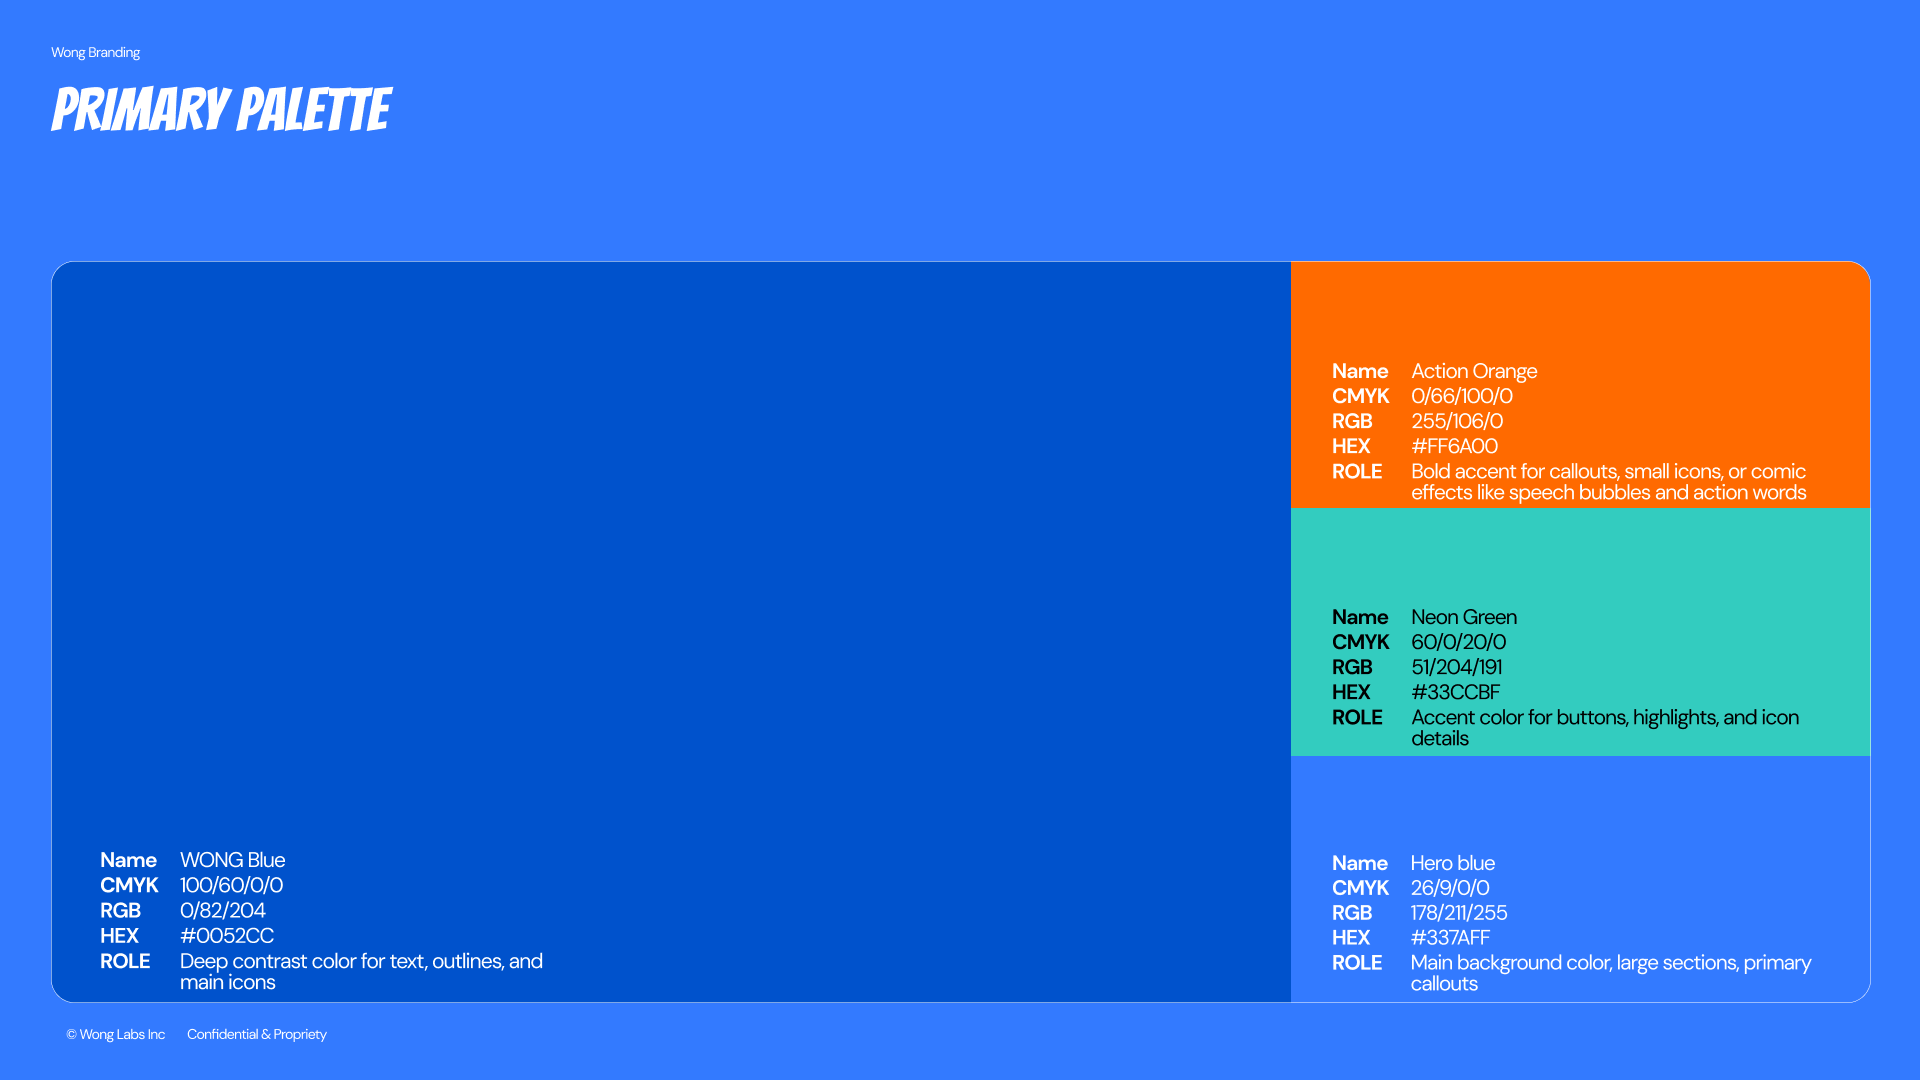 Wong Branding
PRIMARY PALETTE
Name WONG Blue
CMYK 100/60/0/0
RGB 0/82/204
HEX #0052CC
ROLE Deep contrast color for text, outlines, and
main icons
Name Action Orange
CMYK 0/66/100/0
RGB 255/106/0
HEX #FF6A00
ROLE Bold accent for callouts, small icons, or comic
effects like speech bubbles and action words
Name Neon Green
CMYK 60/0/20/0
RGB 51/204/191
HEX #33CCBF
ROLE Accent color for buttons, highlights, and icon
details
Name Hero blue
CMYK 26/9/0/0
RGB 178/211/255
HEX #337AFF
ROLE Main background color, large sections, primary
callouts
© Wong Labs Inc Confidential & Propriety